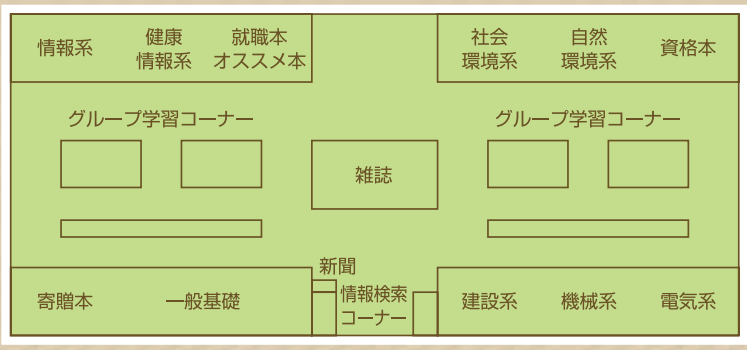 情報系
健康
情報系
就職本
オススメ本
社会
環境系
自然
環境系
資格本
グループ学習コーナー
グループ学習コーナー
雑誌
新聞
情報検索
コーナー
寄贈本
一般基礎
建設系
機械系
電気系